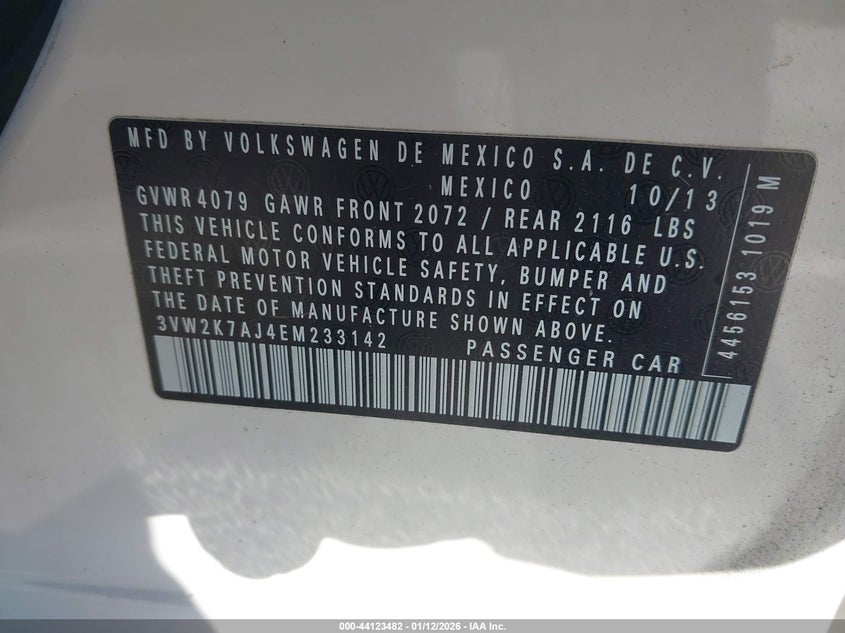 MFD BY VOLKSWAGEN DE MEXICO S.A. DE C.V.
MEXICO 10/13
GVWR 4079 GAWR FRONT 2072 / REAR 2116 LBS
THIS VEHICLE CONFORMS TO ALL APPLICABLE U.S.
FEDERAL MOTOR VEHICLE SAFETY, BUMPER AND
THEFT PREVENTION STANDARDS IN EFFECT ON
THE DATE OF MANUFACTURE SHOWN ABOVE.
3VW2K7AJ4EM233142 PASSENGER CAR
4456153 1019 M
000-44123482 - 01/12/2026 - IAA Inc.